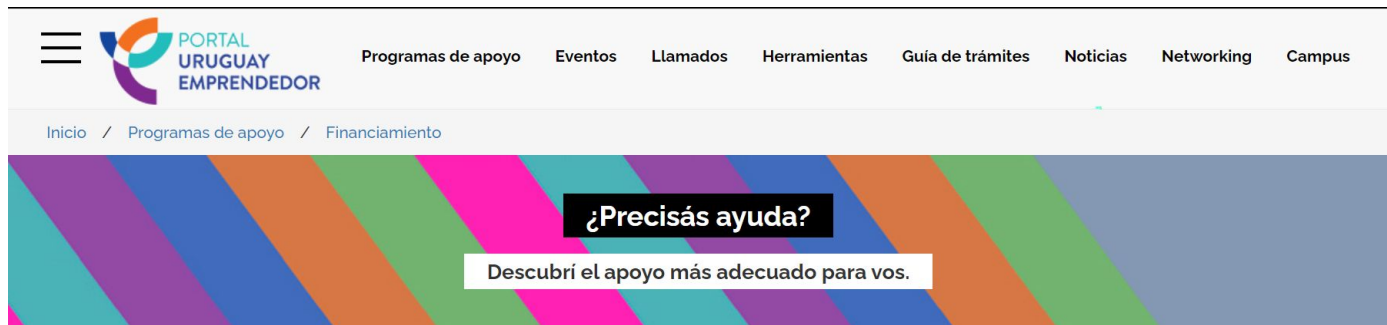 PORTAL
URUGUAY
EMPRENDEDOR
Programas de apoyo Eventos Llamados Herramientas Guía de trámites Noticias Networking Campus
Inicio / Programas de apoyo / Financiamiento
¿Precisás ayuda?
Descubrí el apoyo más adecuado para vos.